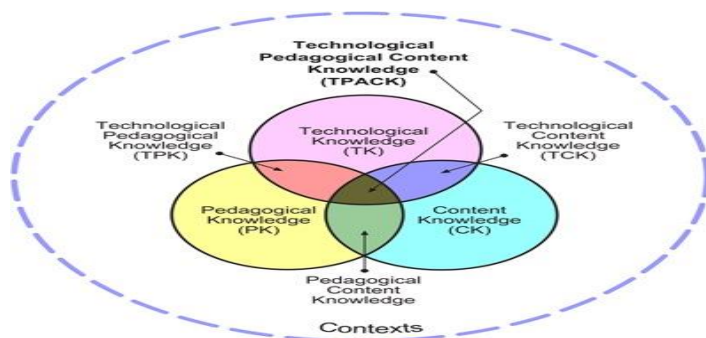 Technological
Pedagogical Content
Knowledge
(TPACK)
Technological
Pedagogical
Knowledge
(TPK)
Technological
Knowledge
(TK)
Technological
Content
Knowledge
(TCK)
Pedagogical
Knowledge
(PK)
Content
Knowledge
(CK)
Pedagogical
Content
Knowledge
Contexts